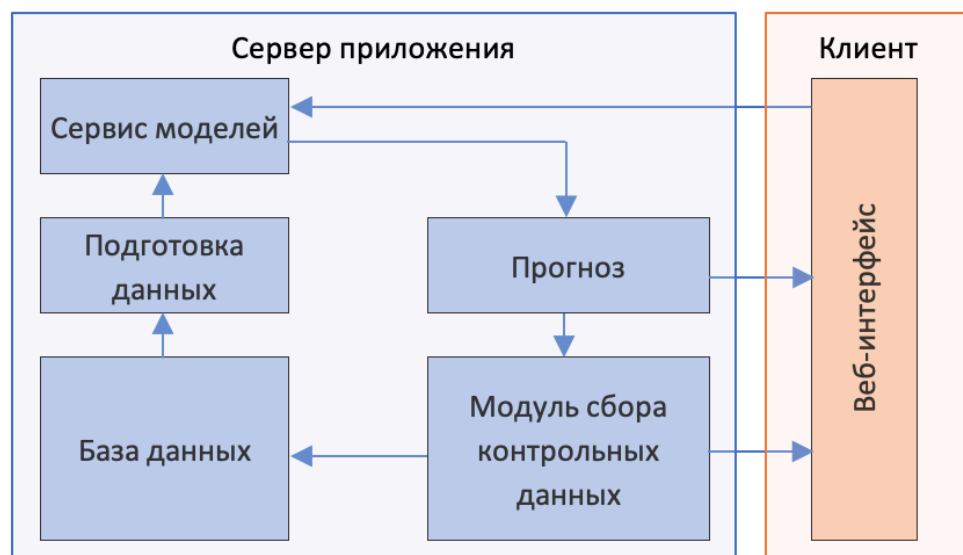 Сервер приложения
Клиент
Сервис моделей
Подготовка
данных
Прогноз
База данных
Модуль сбора
контрольных
данных
Веб-интерфейс